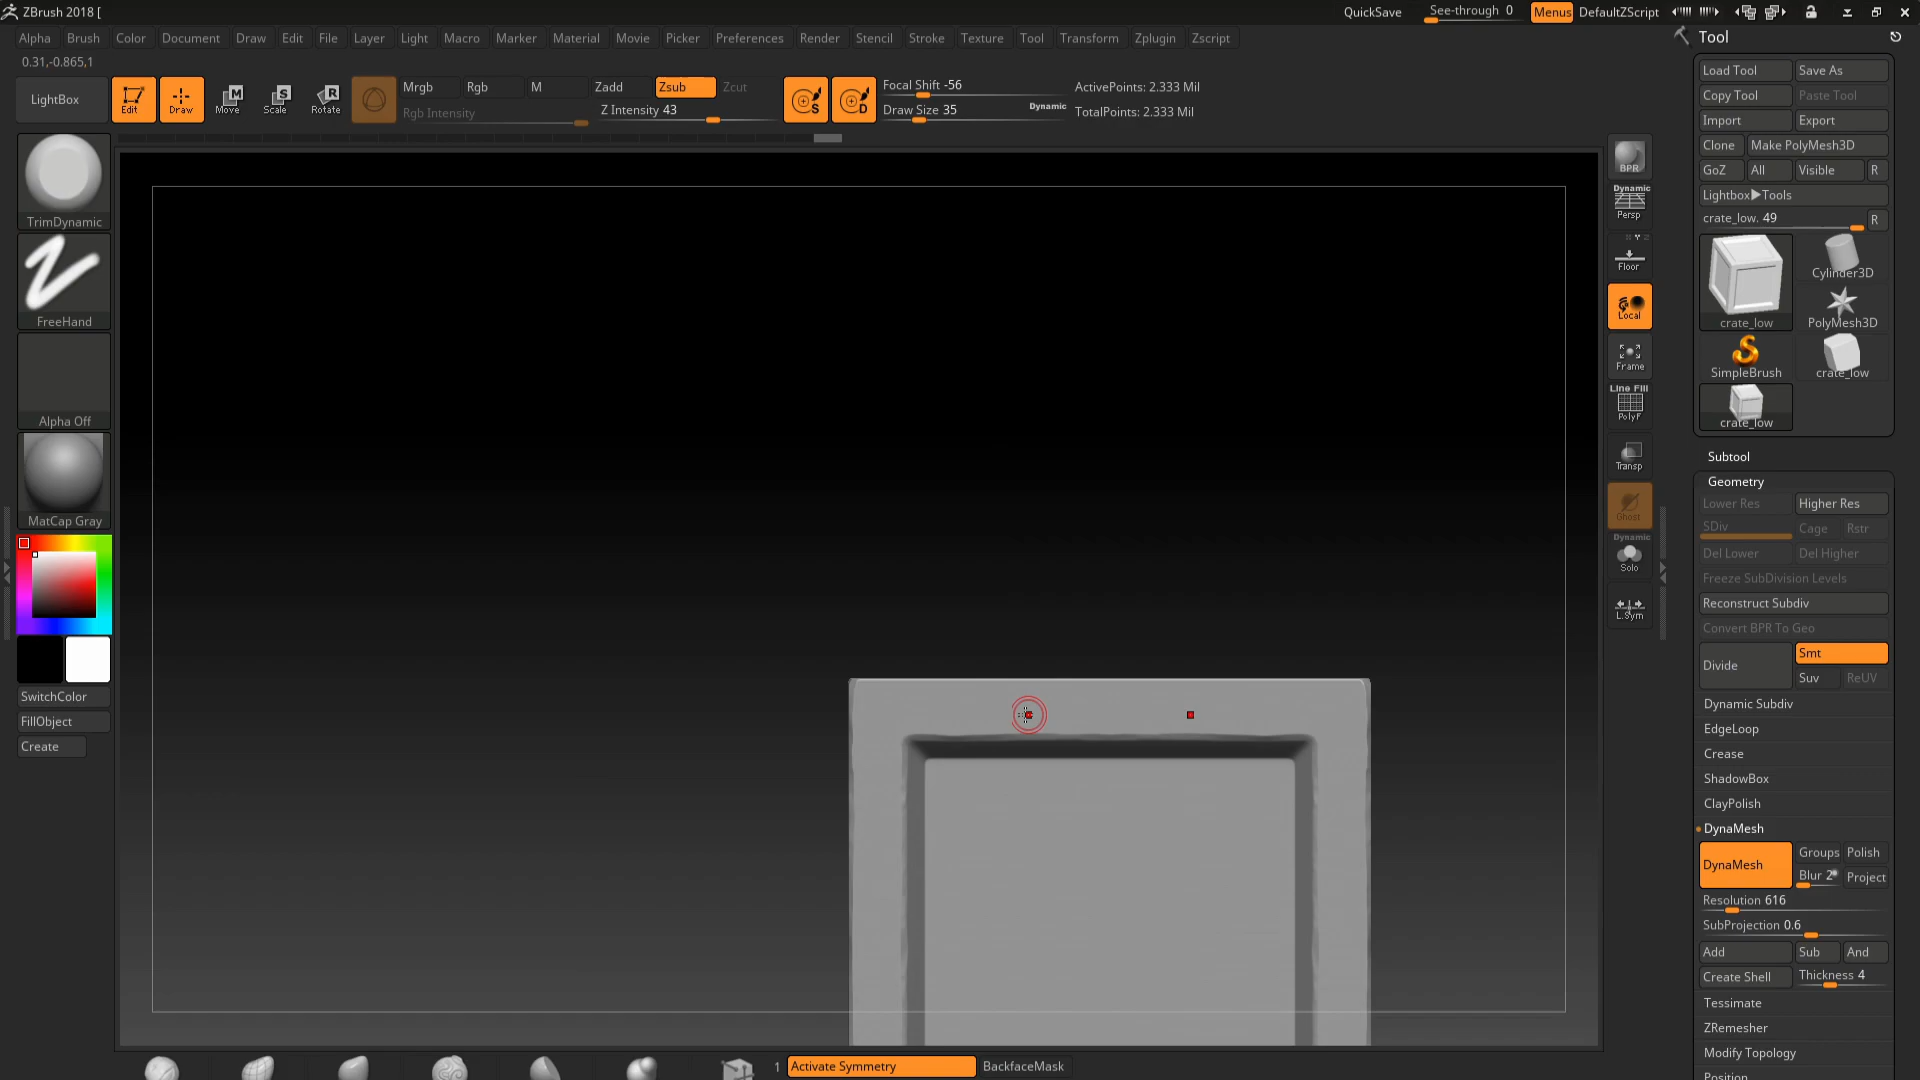 ZBrush 2018 [
QuickSave
See-through 0
Menus
DefaultZScript
Alpha Brush Color Document Draw Edit File Layer Light Macro Marker Material Movie Picker Preferences Render Stencil Stroke Texture Tool Transform Zplugin Zscript
0.31,-0.865,1
LightBox
Edit
Draw
Move
Scale
Rotate
Mrgb Rgb M
Rgb Intensity
Zadd Zsub Zcut
Z Intensity 43
S
D
Focal Shift -56
Draw Size 35
Dynamic
ActivePoints: 2.333 Mil
TotalPoints: 2.333 Mil
TrimDynamic
FreeHand
Alpha Off
MatCap Gray
SwitchColor
FillObject
Create
BPR
Dynamic
Persp
Floor
Local
Frame
Line Fill
PolyF
Transp
Ghost
Dynamic
Solo
L.Sym
Tool
Load Tool Save As
Copy Tool Paste Tool
Import Export
Clone Make PolyMesh3D
GoZ All Visible R
Lightbox▶Tools
crate_low. 49 R
crate_low
Cylinder3D
PolyMesh3D
SimpleBrush
crate_low
crate_low
Subtool
Geometry
Lower Res Higher Res
SDiv Cage Rstr
Del Lower Del Higher
Freeze SubDivision Levels
Reconstruct Subdiv
Convert BPR To Geo
Divide
Smt
Suv ReUV
Dynamic Subdiv
EdgeLoop
Crease
ShadowBox
ClayPolish
DynaMesh
DynaMesh
Groups Polish
Blur 2 Project
Resolution 616
SubProjection 0.6
Add Sub And
Create Shell Thickness 4
Tessimate
ZRemesher
Modify Topology
Position
1
Activate Symmetry
BackfaceMask